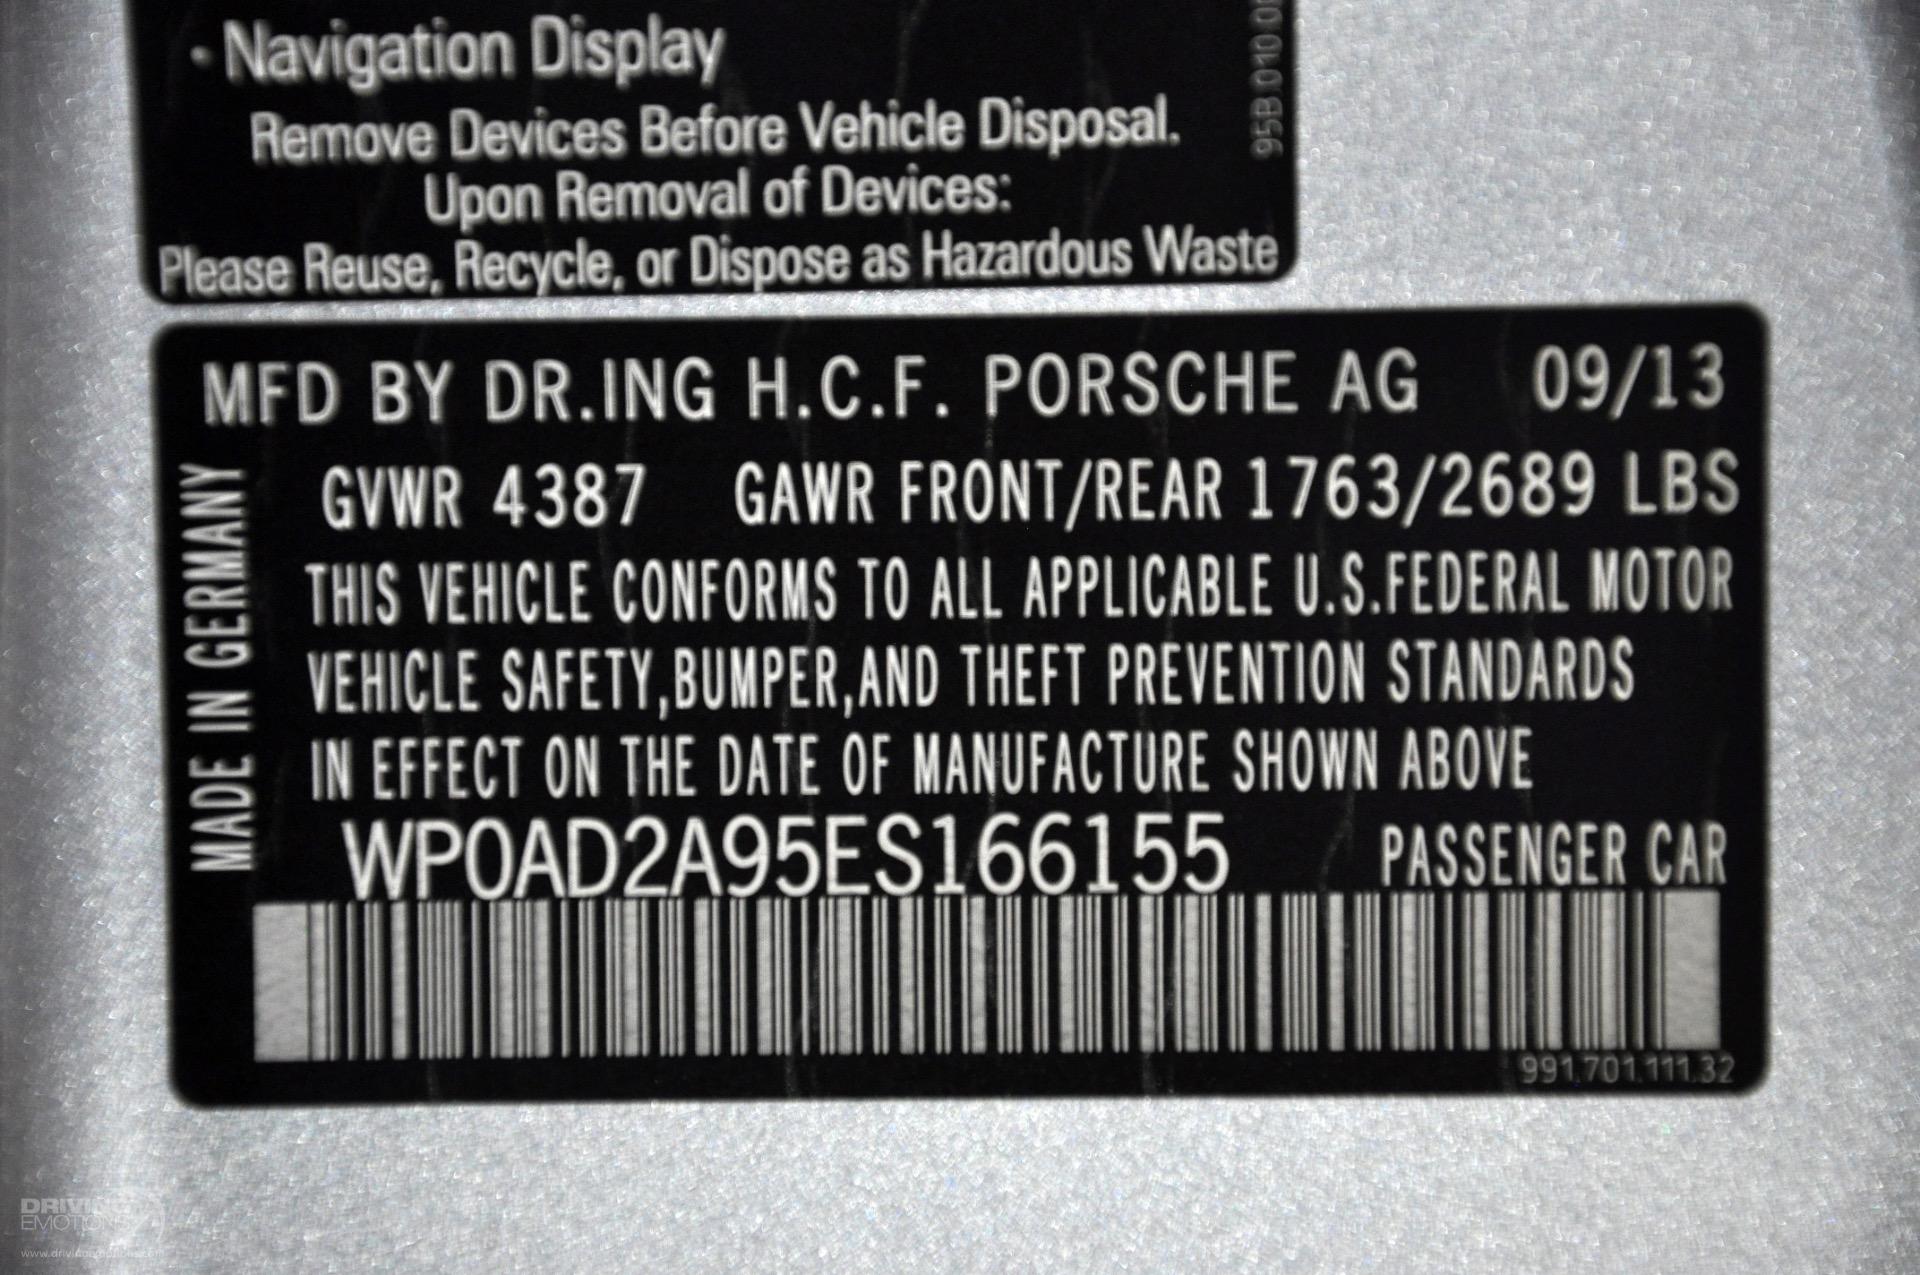 • Navigation Display
Remove Devices Before Vehicle Disposal.
Upon Removal of Devices:
Please Reuse, Recycle, or Dispose as Hazardous Waste
MFD BY DR.ING H.C.F. PORSCHE AG 09/13
GVWR 4387 GAWR FRONT/REAR 1763/2689 LBS
THIS VEHICLE CONFORMS TO ALL APPLICABLE U.S.FEDERAL MOTOR
VEHICLE SAFETY,BUMPER,AND THEFT PREVENTION STANDARDS
IN EFFECT ON THE DATE OF MANUFACTURE SHOWN ABOVE
MADE IN GERMANY
WP0AD2A95ES166155 PASSENGER CAR
991.701.111.32
DRIVING
EMOTIONS